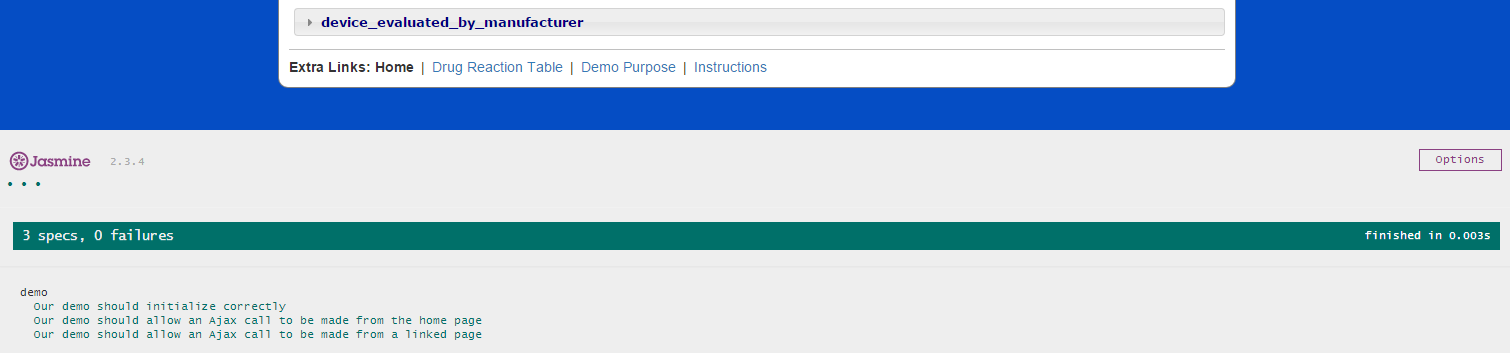 device_evaluated_by_manufacturer
Extra Links: Home | Drug Reaction Table | Demo Purpose | Instructions
Jasmine 2.3.4 Options
• • •
3 specs, 0 failures finished in 0.003s
demo
Our demo should initialize correctly
Our demo should allow an Ajax call to be made from the home page
Our demo should allow an Ajax call to be made from a linked page